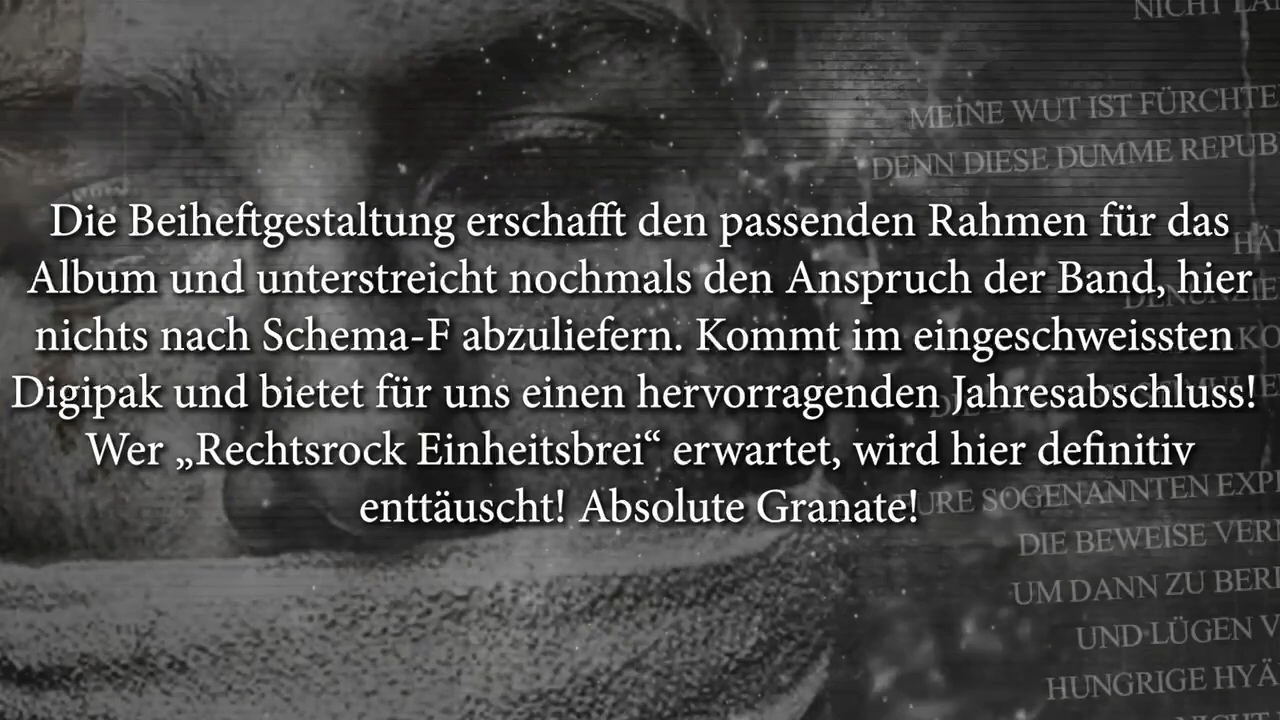 NICHT
MEINE WUT IST
DENN DIESE DUMME
Die Beiheftgestaltung erschafft den passenden Rahmen für das
Album und unterstreicht nochmals den Anspruch der Band, hier
nichts nach Schema-F abzuliefern. Kommt im eingeschweissten
Digipak und bietet für uns einen hervorragenden Jahresabschluss!
Wer „Rechtsrock Einheitsbrei“ erwartet, wird hier definitiv
enttäuscht! Absolute Granate!
SOGENANNTEN
DIE BEWEISE
UM DANN ZU
UND LÜGEN
HUNGRIGE